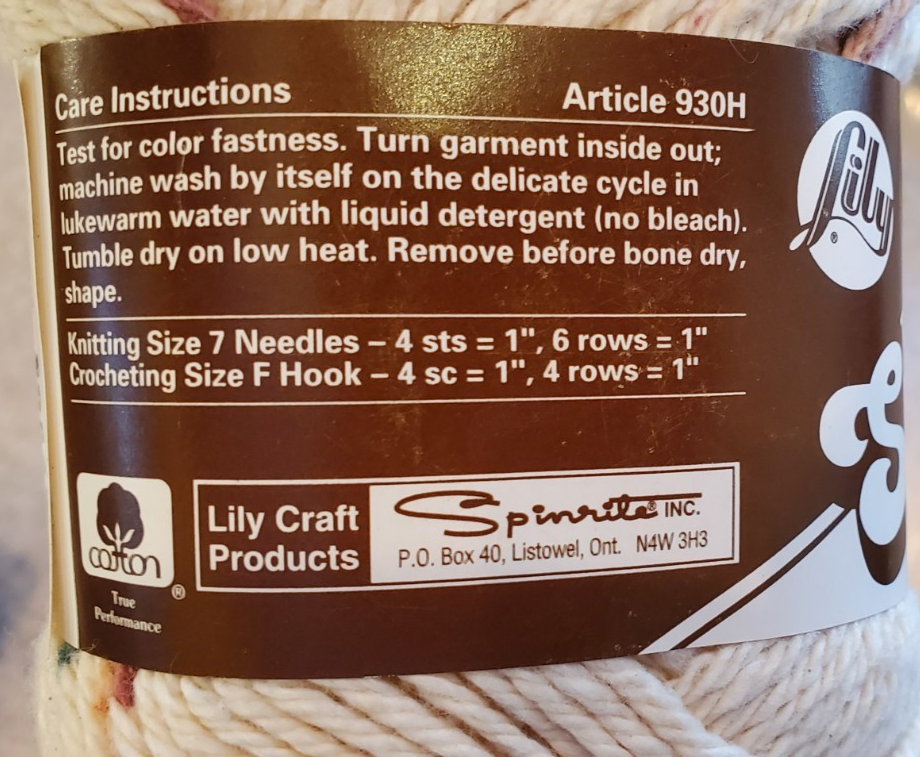 Care Instructions Article 930H
Test for color fastness. Turn garment inside out;
machine wash by itself on the delicate cycle in
lukewarm water with liquid detergent (no bleach).
Tumble dry on low heat. Remove before bone dry,
shape.
Knitting Size 7 Needles – 4 sts = 1", 6 rows = 1"
Crocheting Size F Hook – 4 sc = 1", 4 rows = 1"
Lily
®
cotton
®
True
Performance
Lily Craft
Products
Spinrite® INC.
P.O. Box 40, Listowel, Ont. N4W 3H3